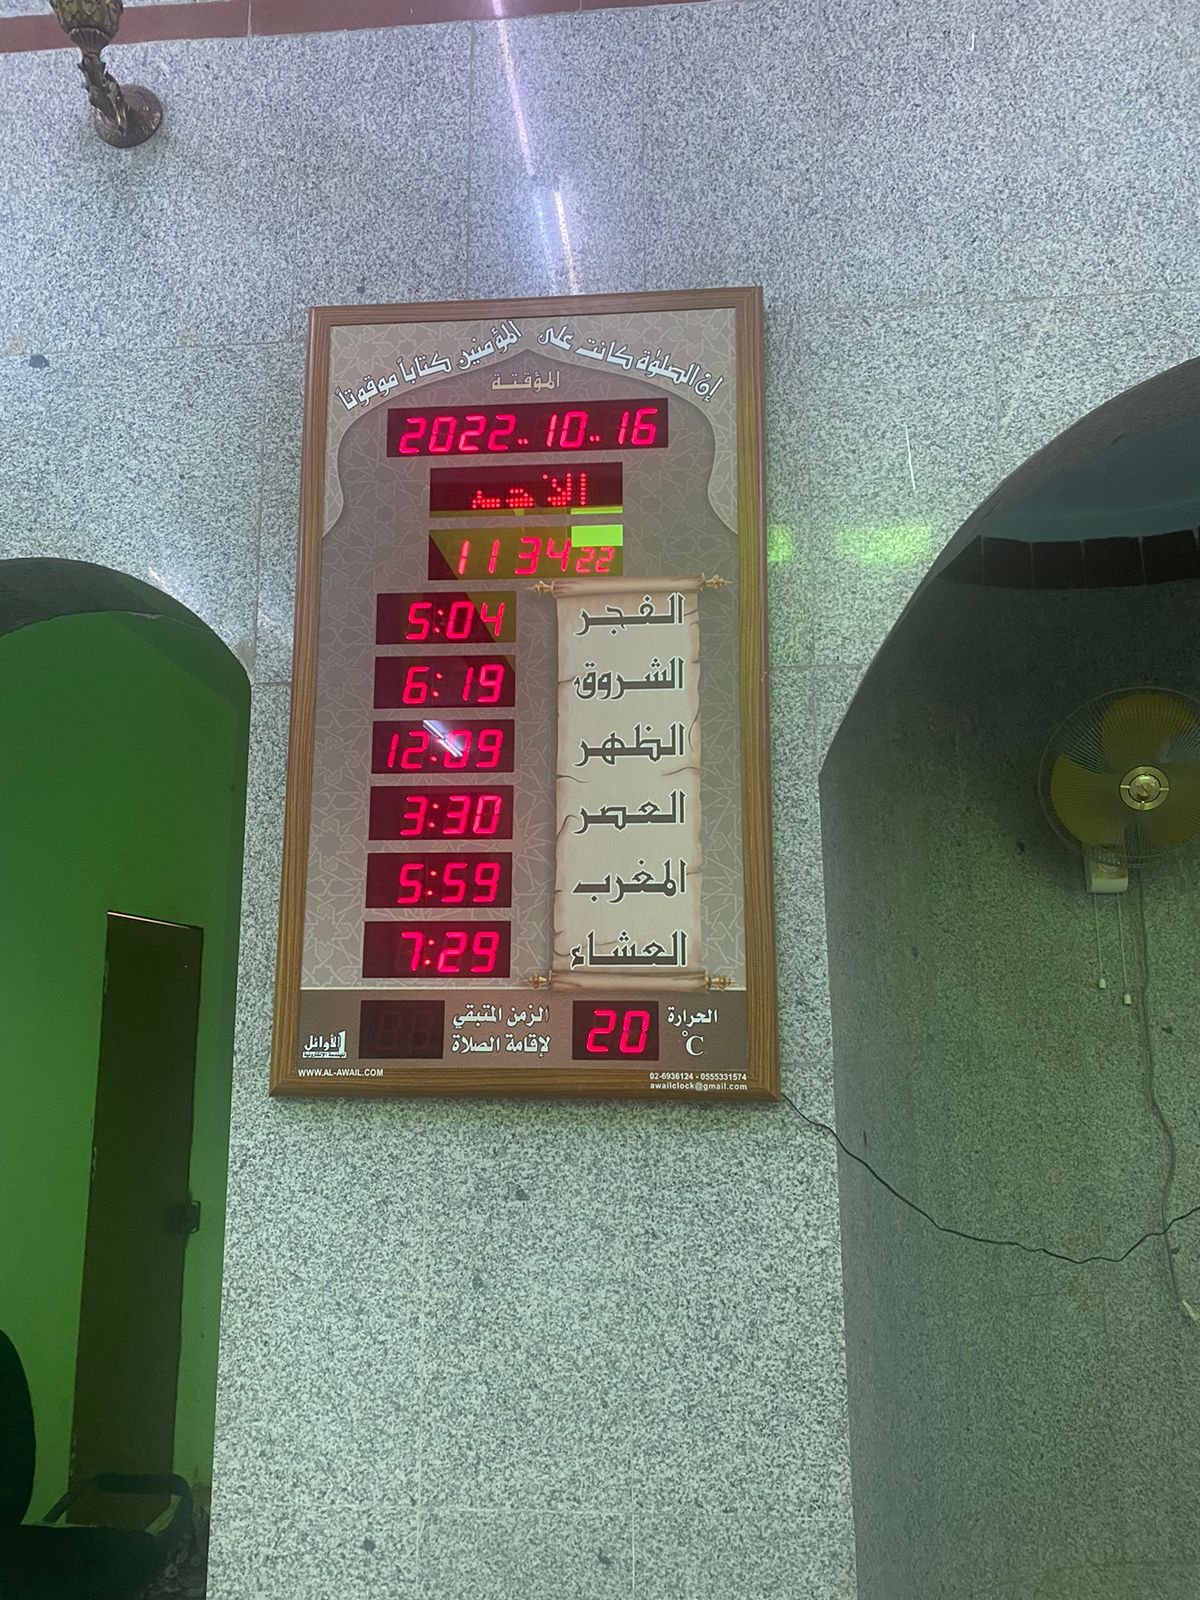 إن الصلوٰة كانت على المؤمنين كتاباً موقوتاً
المؤقتـة
2022..10..16
الأحد
11 34 22
5:04 الفجر
6:19 الشروق
12:09 الظهر
3:30 العصر
5:59 المغرب
7:29 العشاء
الحرارة 20 °C
الزمن المتبقي
لإقامة الصلاة
الأوائل
WWW.AL-AWAIL.COM
02-6936124 - 0555331574
awailclock@gmail.com